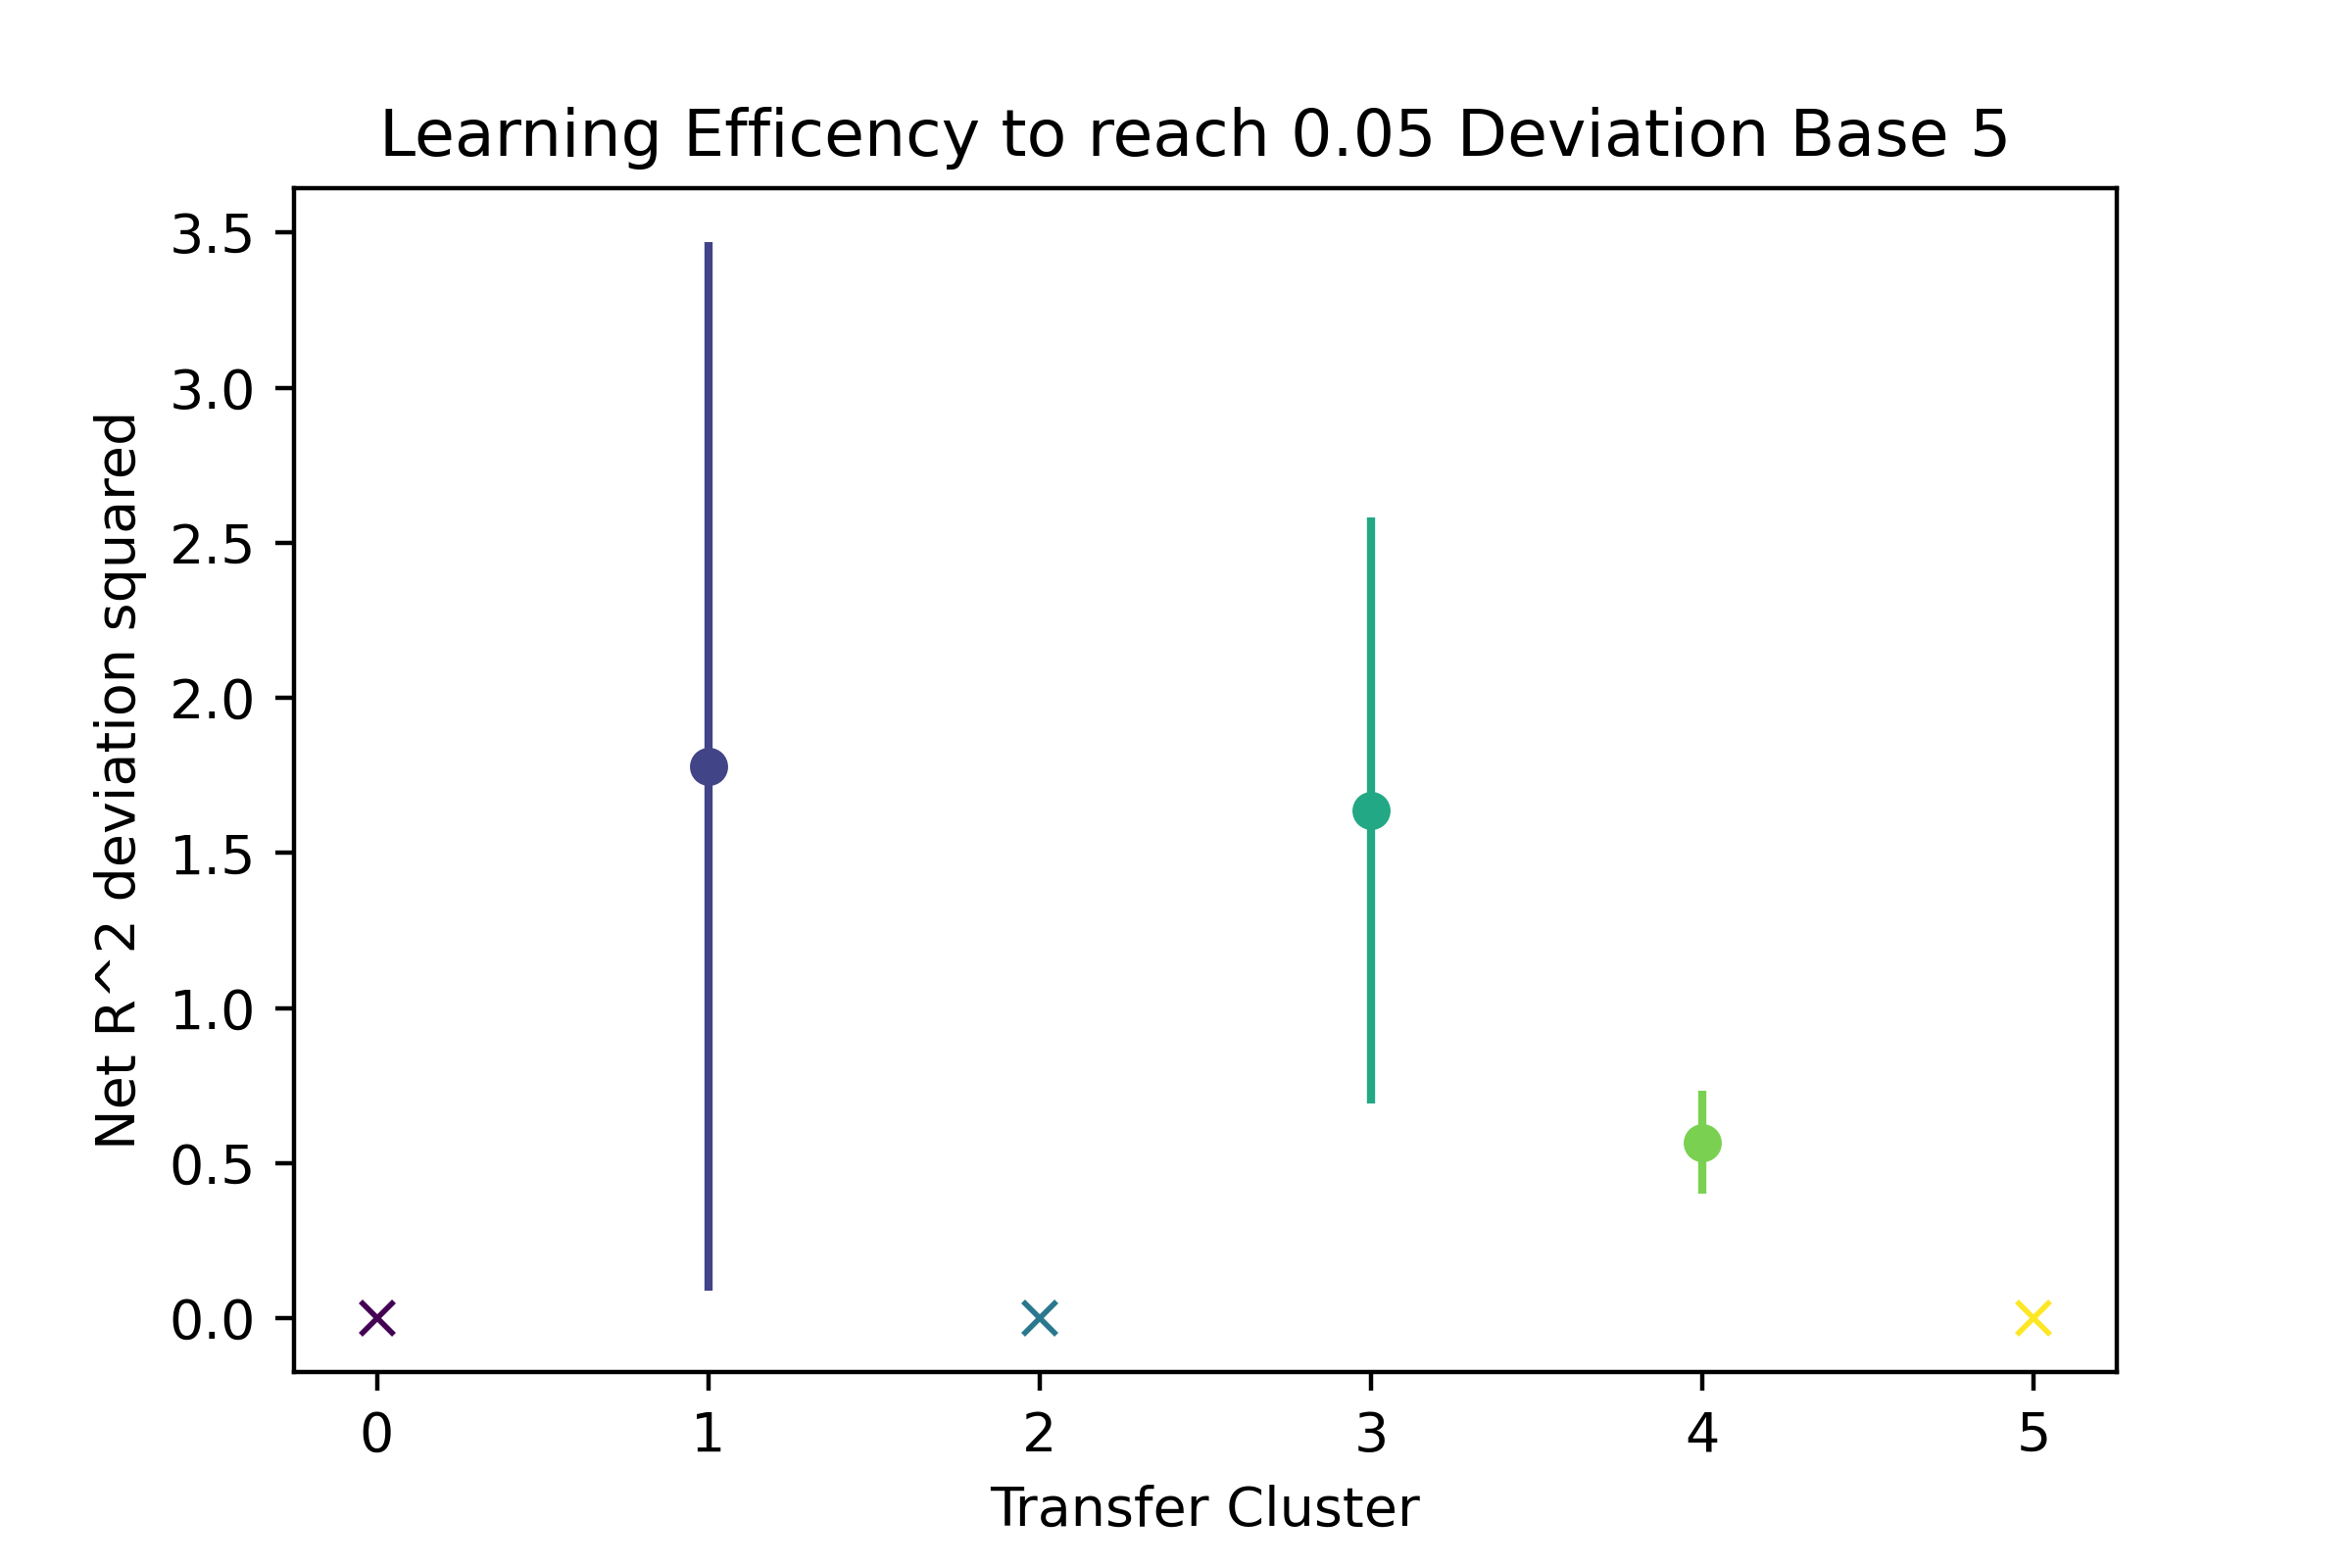 Learning Efficency to reach 0.05 Deviation Base 5
3.5
3.0
2.5
2.0
1.5
1.0
0.5
0.0
Net R^2 deviation squared
0 1 2 3 4 5
Transfer Cluster